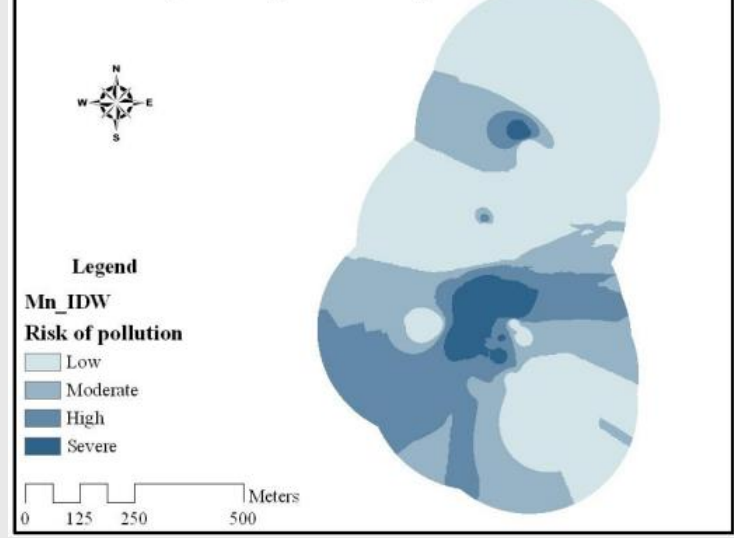 N
W E
S
Legend
Mn_IDW
Risk of pollution
Low
Moderate
High
Severe
Meters
0 125 250 500